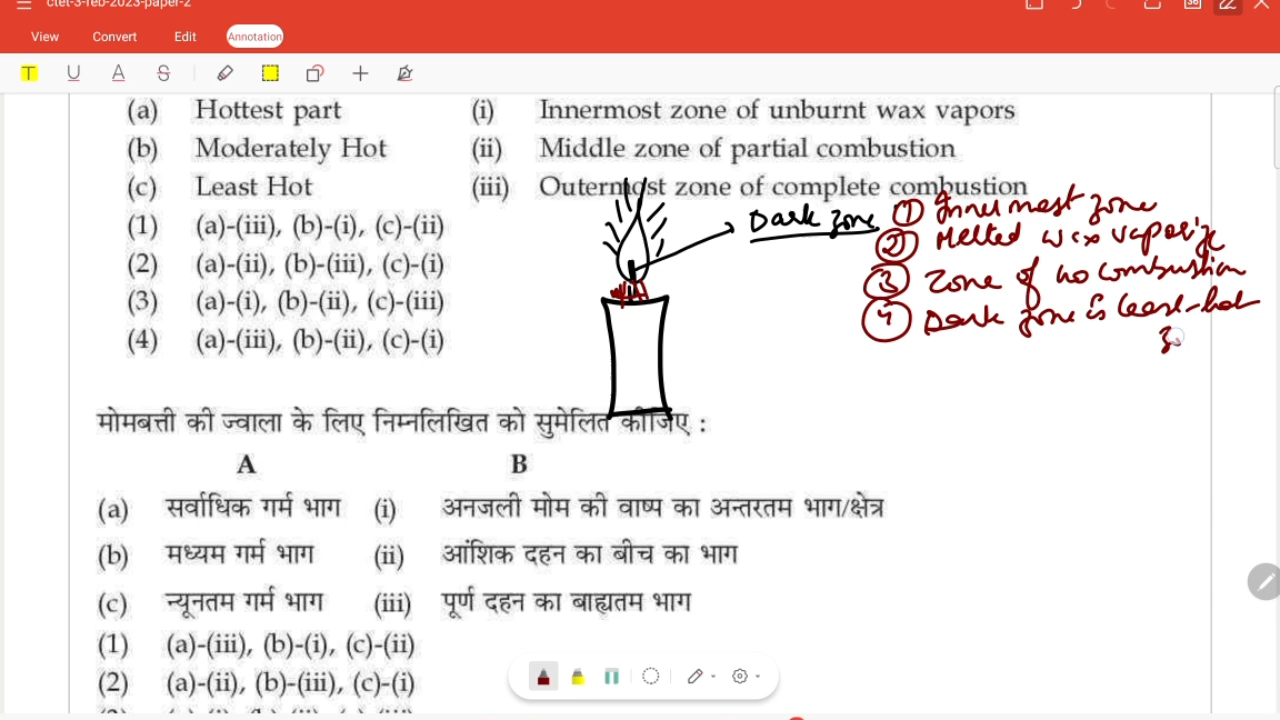 ctet-3-feb-2023-paper-2
View Convert Edit Annotation
(a) Hottest part (i) Innermost zone of unburnt wax vapors
(b) Moderately Hot (ii) Middle zone of partial combustion
(c) Least Hot (iii) Outermost zone of complete combustion
(1) (a)-(iii), (b)-(i), (c)-(ii)
(2) (a)-(ii), (b)-(iii), (c)-(i)
(3) (a)-(i), (b)-(ii), (c)-(iii)
(4) (a)-(iii), (b)-(ii), (c)-(i)
Dark zone
① Innermost zone
② Melted wax vaporize
③ Zone of no combustion
④ Dark zone is least-hot
मोमबत्ती की ज्वाला के लिए निम्नलिखित को सुमेलित कीजिए :
A B
(a) सर्वाधिक गर्म भाग (i) अनजली मोम की वाष्प का अन्तरतम भाग/क्षेत्र
(b) मध्यम गर्म भाग (ii) आंशिक दहन का बीच का भाग
(c) न्यूनतम गर्म भाग (iii) पूर्ण दहन का बाह्यतम भाग
(1) (a)-(iii), (b)-(i), (c)-(ii)
(2) (a)-(ii), (b)-(iii), (c)-(i)